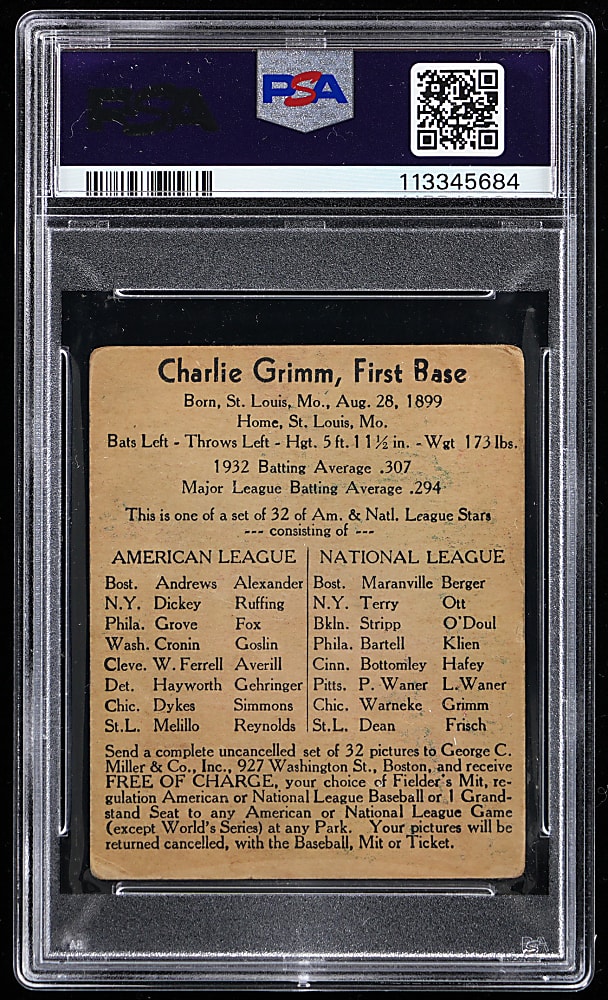 PSA
PSA
113345684
Charlie Grimm, First Base
Born, St. Louis, Mo., Aug. 28, 1899
Home, St. Louis, Mo.
Bats Left - Throws Left - Hgt. 5 ft. 11½ in. - Wgt 173 lbs.
1932 Batting Average .307
Major League Batting Average .294
This is one of a set of 32 of Am. & Natl. League Stars
--- consisting of ---
AMERICAN LEAGUE | NATIONAL LEAGUE
Bost. Andrews Alexander | Bost. Maranville Berger
N.Y. Dickey Ruffing | N.Y. Terry Ott
Phila. Grove Fox | Bkln. Stripp O'Doul
Wash. Cronin Goslin | Phila. Bartell Klien
Cleve. W. Ferrell Averill | Cinn. Bottomley Hafey
Det. Hayworth Gehringer | Pitts. P. Waner L. Waner
Chic. Dykes Simmons | Chic. Warneke Grimm
St.L. Melillo Reynolds | St.L. Dean Frisch
Send a complete uncancelled set of 32 pictures to George C.
Miller & Co., Inc., 927 Washington St., Boston, and receive
FREE OF CHARGE, your choice of Fielder's Mit, re-
gulation American or National League Baseball or 1 Grand-
stand Seat to any American or National League Game
(except World's Series) at any Park. Your pictures will be
returned cancelled, with the Baseball, Mit or Ticket.
AB
PSA